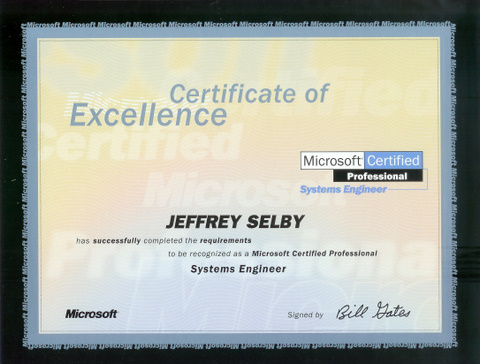 Certificate of
Excellence
Microsoft Certified
Professional
Systems Engineer
JEFFREY SELBY
has successfully completed the requirements
to be recognized as a Microsoft Certified Professional
Systems Engineer
Microsoft
Signed by Bill Gates